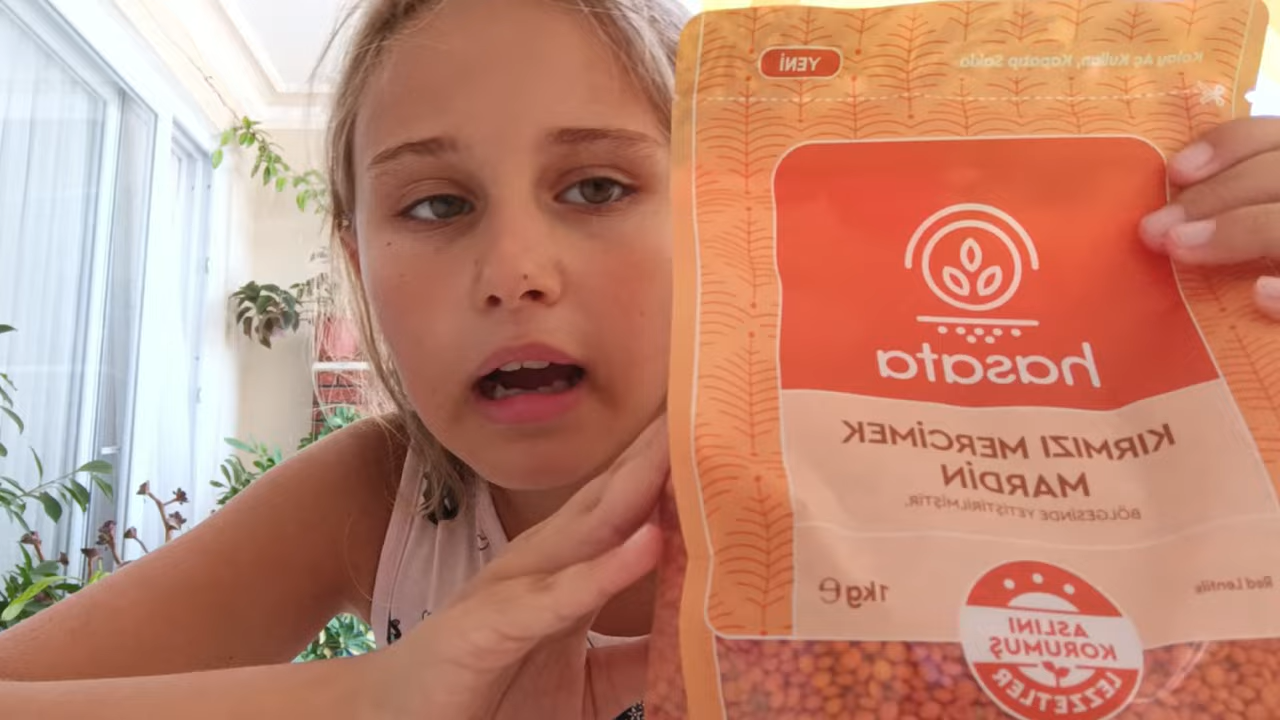 YENİ
Kolay Aç Kullan, Kapatıp Sakla
hasata
KIRMIZI MERCİMEK
MARDİN
BÖLGESİNDE YETİŞTİRİLMİŞTİR.
1kg e
Red Lentils
ASLINI
KORUMUŞ
LEZZETLER